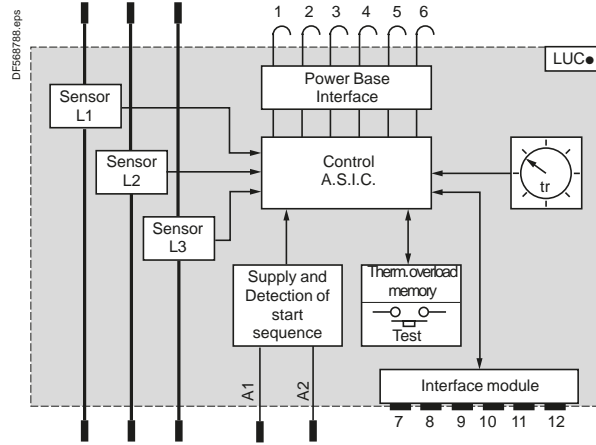 DF568788.eps
1 2 3 4 5 6
LUC●
Power Base
Interface
Sensor
L1
Control
A.S.I.C.
Sensor
L2
tr
Sensor
L3
Supply and
Detection of
start
sequence
Therm.overload
memory
Test
A1
A2
Interface module
7 8 9 10 11 12